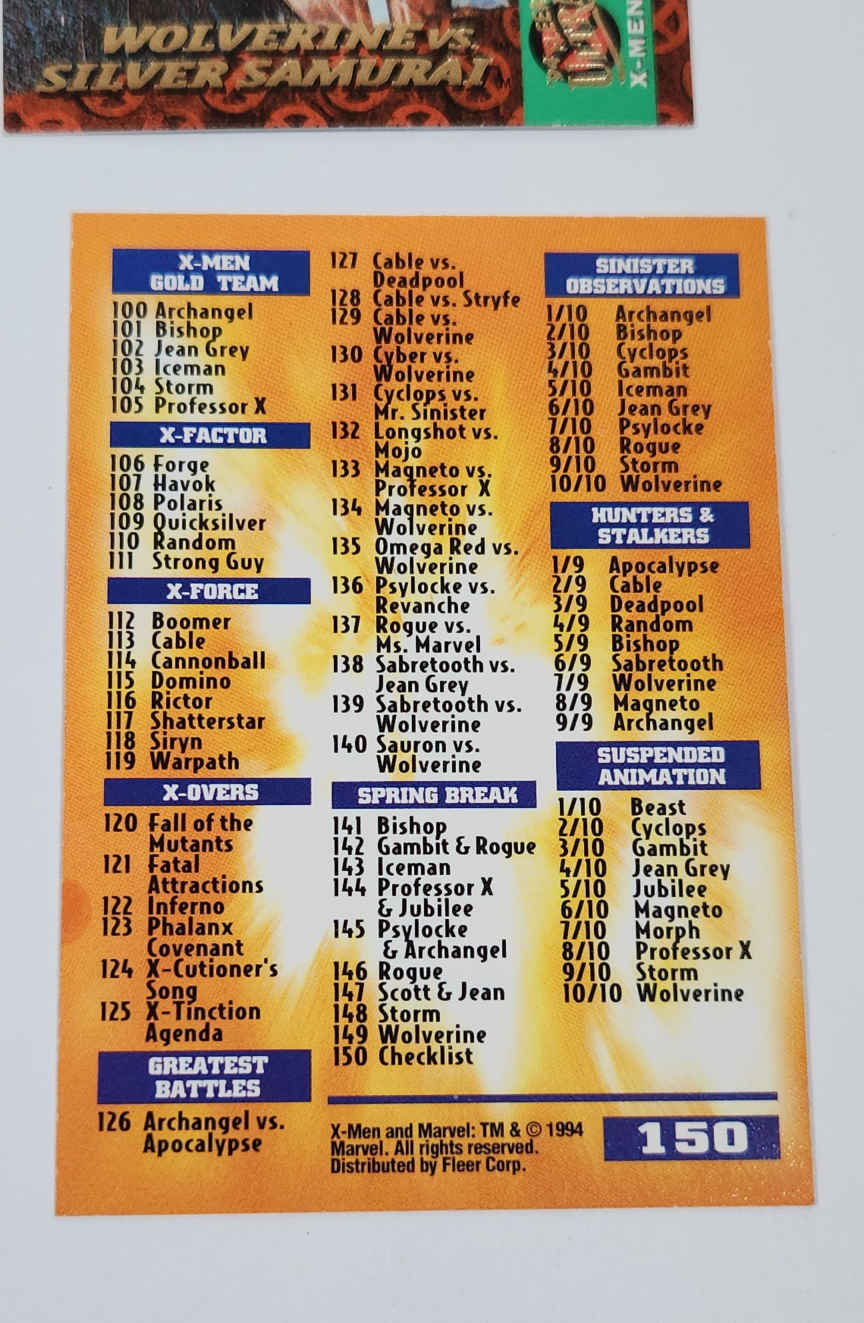 WOLVERINE VS.
SILVER SAMURAI
ULTRA
X-MEN
X-MEN
GOLD TEAM
100 Archangel
101 Bishop
102 Jean Grey
103 Iceman
104 Storm
105 Professor X
X-FACTOR
106 Forge
107 Havok
108 Polaris
109 Quicksilver
110 Random
111 Strong Guy
X-FORCE
112 Boomer
113 Cable
114 Cannonball
115 Domino
116 Rictor
117 Shatterstar
118 Siryn
119 Warpath
X-OVERS
120 Fall of the
Mutants
121 Fatal
Attractions
122 Inferno
123 Phalanx
Covenant
124 X-Cutioner's
Song
125 X-Tinction
Agenda
GREATEST
BATTLES
126 Archangel vs.
Apocalypse
127 Cable vs.
Deadpool
128 Cable vs. Stryfe
129 Cable vs.
Wolverine
130 Cyber vs.
Wolverine
131 Cyclops vs.
Mr. Sinister
132 Longshot vs.
Mojo
133 Magneto vs.
Professor X
134 Magneto vs.
Wolverine
135 Omega Red vs.
Wolverine
136 Psylocke vs.
Revanche
137 Rogue vs.
Ms. Marvel
138 Sabretooth vs.
Jean Grey
139 Sabretooth vs.
Wolverine
140 Sauron vs.
Wolverine
SPRING BREAK
141 Bishop
142 Gambit & Rogue
143 Iceman
144 Professor X
& Jubilee
145 Psylocke
& Archangel
146 Rogue
147 Scott & Jean
148 Storm
149 Wolverine
150 Checklist
SINISTER
OBSERVATIONS
1/10 Archangel
2/10 Bishop
3/10 Cyclops
4/10 Gambit
5/10 Iceman
6/10 Jean Grey
7/10 Psylocke
8/10 Rogue
9/10 Storm
10/10 Wolverine
HUNTERS &
STALKERS
1/9 Apocalypse
2/9 Cable
3/9 Deadpool
4/9 Random
5/9 Bishop
6/9 Sabretooth
7/9 Wolverine
8/9 Magneto
9/9 Archangel
SUSPENDED
ANIMATION
1/10 Beast
2/10 Cyclops
3/10 Gambit
4/10 Jean Grey
5/10 Jubilee
6/10 Magneto
7/10 Morph
8/10 Professor X
9/10 Storm
10/10 Wolverine
X-Men and Marvel: TM & © 1994
Marvel. All rights reserved.
Distributed by Fleer Corp.
150